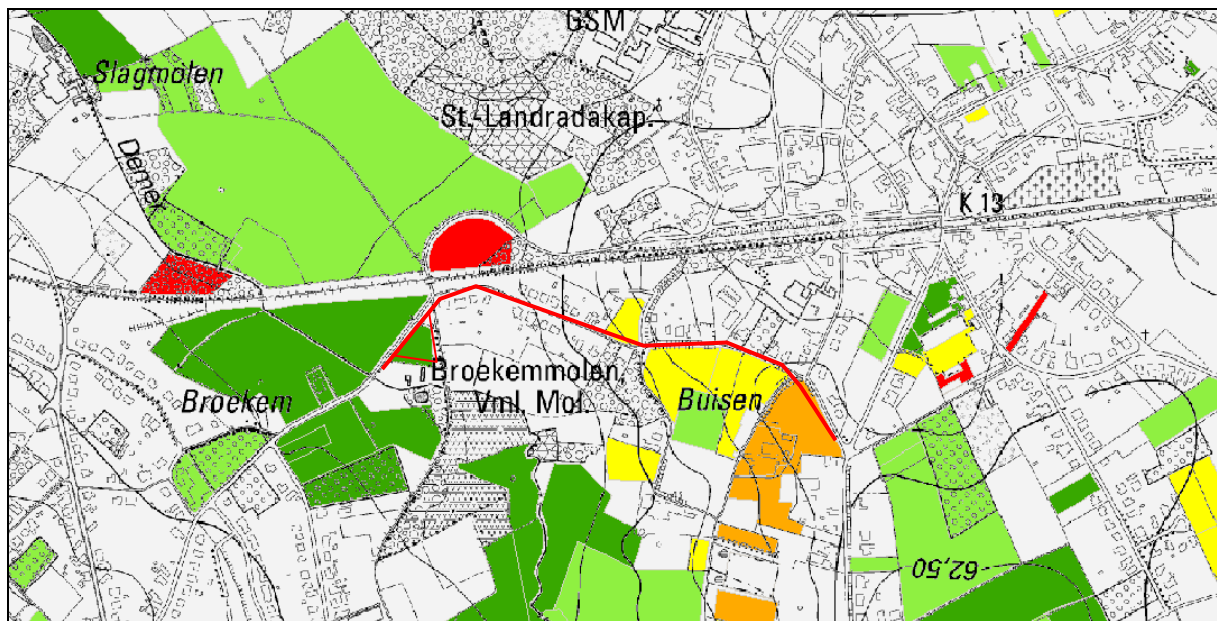 GSM
Slagmolen
St.-Landradakap.
Demer
K 13
Broekemmolen,
Vml. Mol.
Broekem
Buisen
62,50